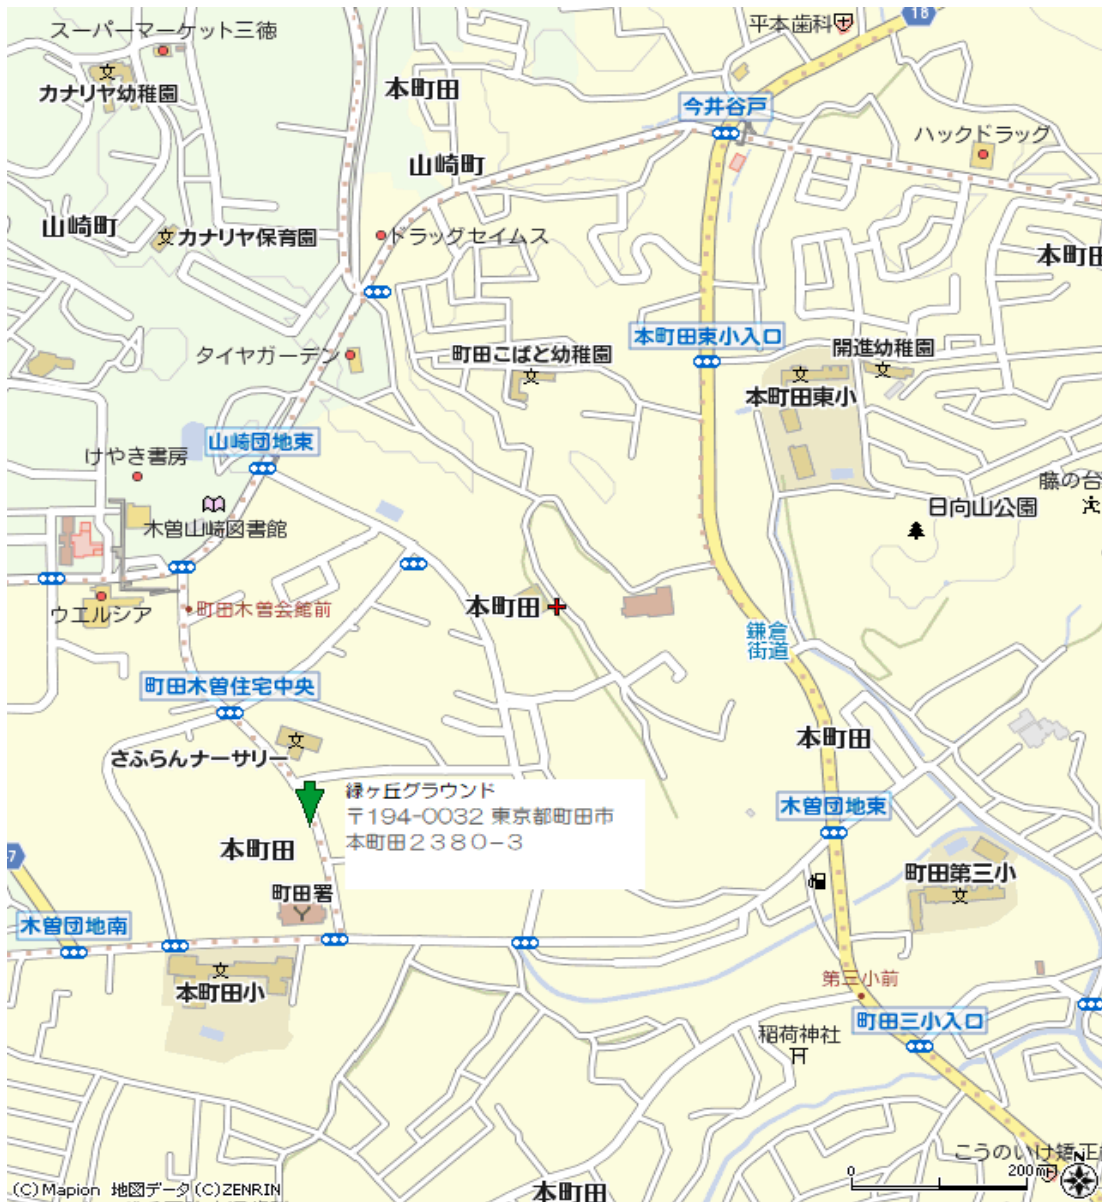 18
平本歯科
スーパーマーケット三徳
カナリヤ幼稚園
本町田
今井谷戸
ハックドラッグ
山崎町
山崎町
カナリヤ保育園
ドラッグセイムス
本町田
本町田東小入口
タイヤガーデン
町田こばと幼稚園
開進幼稚園
本町田東小
山崎団地東
けやき書房
藤の台
日向山公園
木曽山崎図書館
ウエルシア
町田木曽会館前
本町田
鎌倉
街道
町田木曽住宅中央
本町田
さふらんナーサリー
緑ヶ丘グラウンド
〒194-0032 東京都町田市
本町田2380-3
木曽団地東
本町田
7
町田第三小
町田署
木曽団地南
本町田小
第三小前
町田三小入口
稲荷神社
こうのいけ矯正
N
0 200m
(C)Mapion 地図データ(C)ZENRIN
本町田